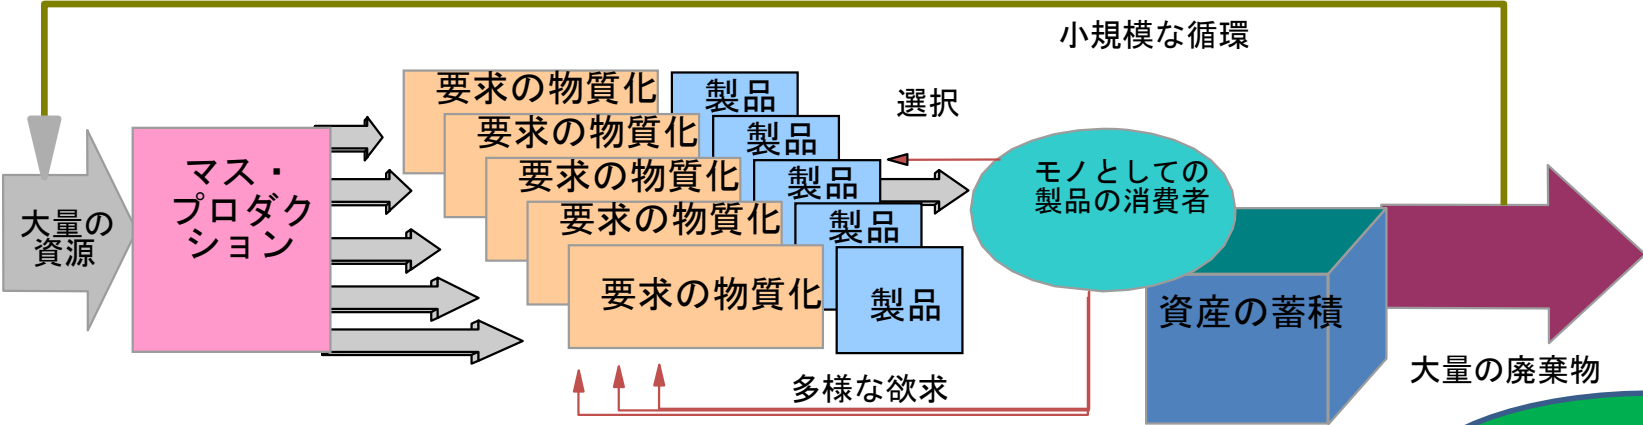 小規模な循環
要求の物質化
製品
要求の物質化
製品
要求の物質化
製品
要求の物質化
製品
要求の物質化
製品
選択
マス・
プロダク
ション
大量の
資源
モノとしての
製品の消費者
資産の蓄積
多様な欲求
大量の廃棄物